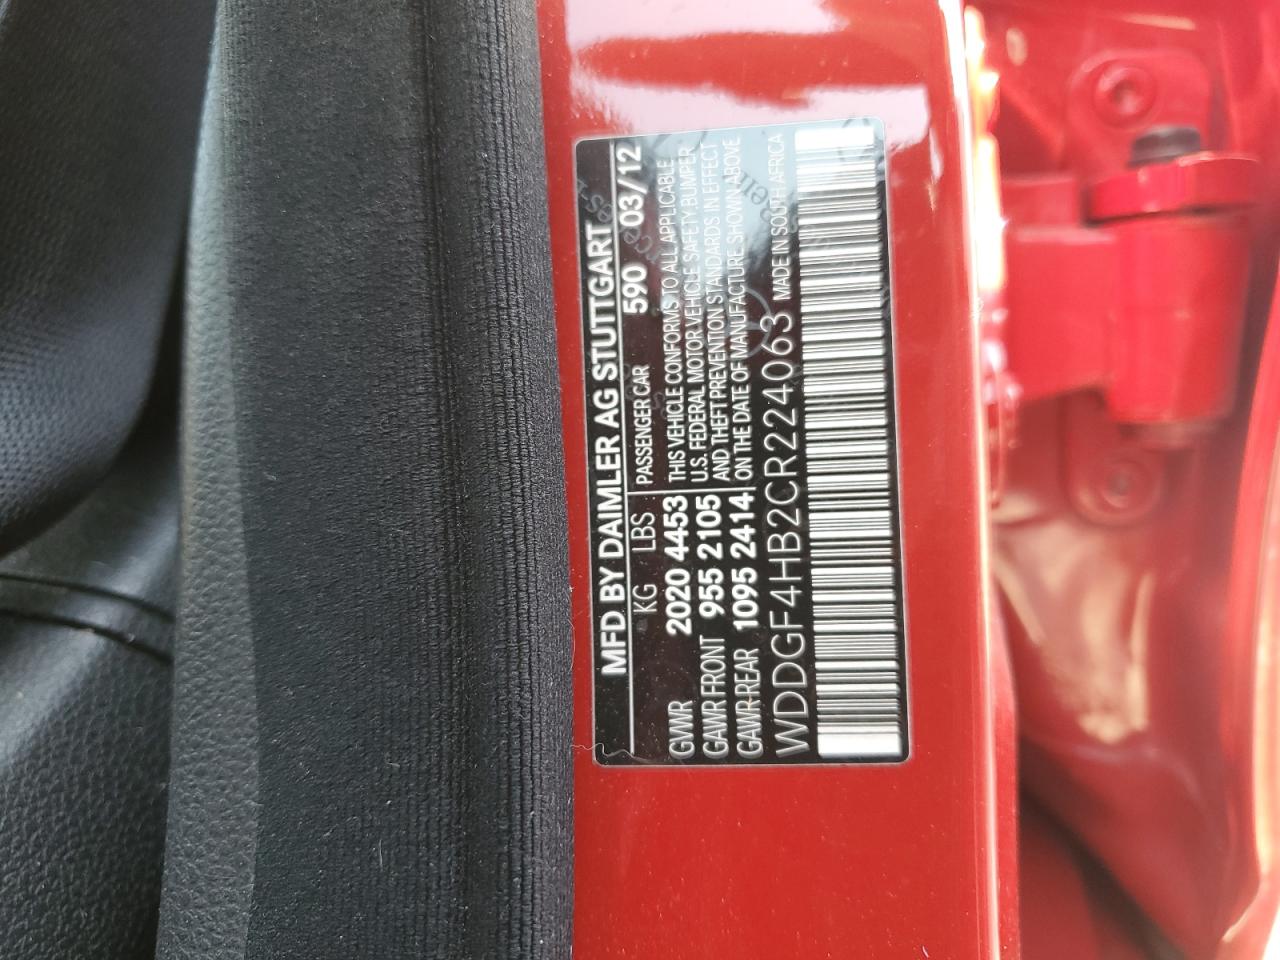 MFD BY DAIMLER AG STUTTGART
KG LBS PASSENGER CAR 590 03/12
GVWR 2020 4453 THIS VEHICLE CONFORMS TO ALL APPLICABLE
GAWR FRONT 955 2105 U.S. FEDERAL MOTOR VEHICLE SAFETY, BUMPER
GAWR-REAR 1095 2414 AND THEFT PREVENTION STANDARDS IN EFFECT
ON THE DATE OF MANUFACTURE SHOWN ABOVE
WDDGF4HB2CR224063 MADE IN SOUTH AFRICA